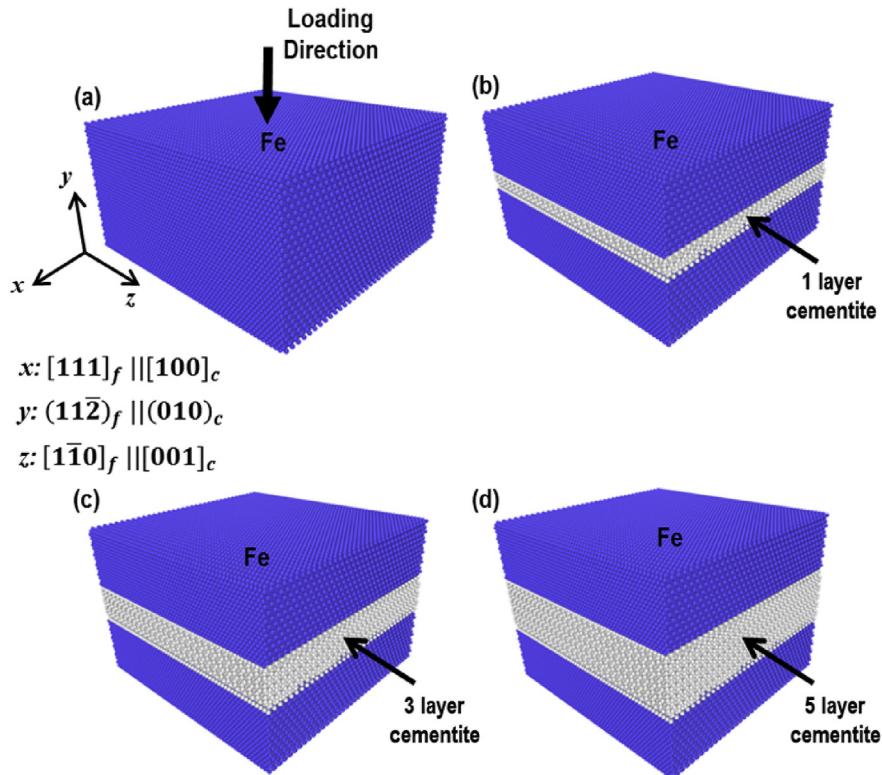 Loading
Direction
(a)
Fe
y
x
z
(b)
Fe
1 layer
cementite
x: [111]f ||[100]c
y: (112̅)f ||(010)c
z: [11̅0]f ||[001]c
(c)
Fe
3 layer
cementite
(d)
Fe
5 layer
cementite